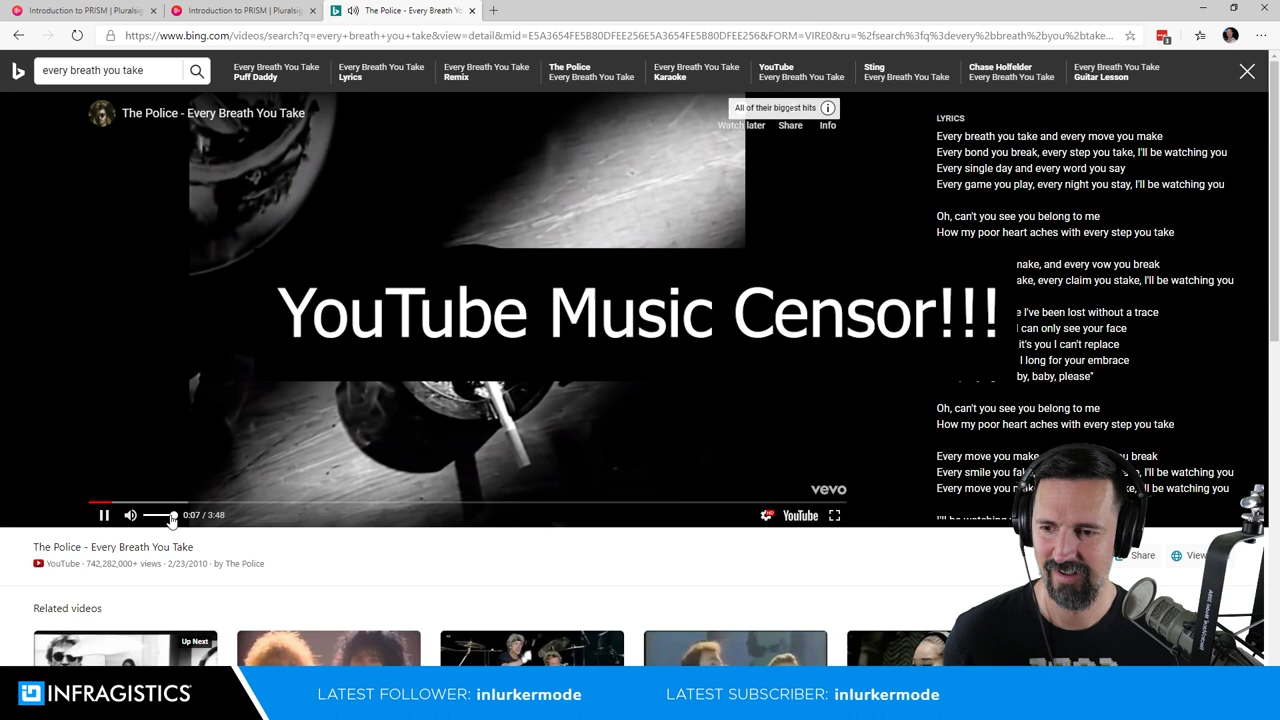 Introduction to PRISM | Pluralsig
Introduction to PRISM | Pluralsig
The Police - Every Breath Yo
https://www.bing.com/videos/search?q=every+breath+you+take&view=detail&mid=E5A3654FE5B80DFEE256E5A3654FE5B80DFEE256&FORM=VIRE0&ru=%2fsearch%3fq%3devery%2bbreath%2byou%2btake...
every breath you take
Every Breath You Take
Puff Daddy
Every Breath You Take
Lyrics
Every Breath You Take
Remix
The Police
Every Breath You Take
Every Breath You Take
Karaoke
YouTube
Every Breath You Take
Sting
Every Breath You Take
Chase Holfelder
Every Breath You Take
Every Breath You Take
Guitar Lesson
The Police - Every Breath You Take
All of their biggest hits
Watch later
Share
Info
LYRICS
Every breath you take and every move you make
Every bond you break, every step you take, I'll be watching you
Every single day and every word you say
Every game you play, every night you stay, I'll be watching you
Oh, can't you see you belong to me
How my poor heart aches with every step you take
make, and every vow you break
ake, every claim you stake, I'll be watching you
e I've been lost without a trace
I can only see your face
it's you I can't replace
I long for your embrace
by, baby, please"
YouTube Music Censor!!!
Oh, can't you see you belong to me
How my poor heart aches with every step you take
Every move you make you break
Every smile you fak , I'll be watching you
Every move you m , I'll be watching you
vevo
0:07 / 3:48
HD
YouTube
The Police - Every Breath You Take
YouTube · 742,282,000+ views · 2/23/2010 · by The Police
Share
View
Related videos
Up Next
INFRAGISTICS
LATEST FOLLOWER: inlurkermode
LATEST SUBSCRIBER: inlurkermode